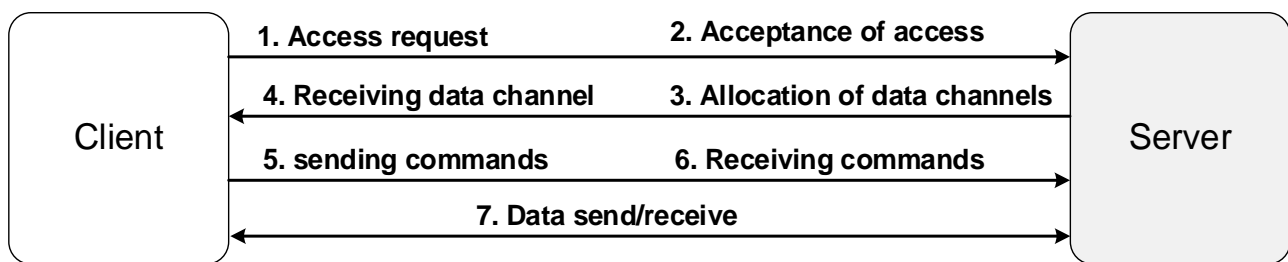 1. Access request
2. Acceptance of access
4. Receiving data channel
3. Allocation of data channels
Client
Server
5. sending commands
6. Receiving commands
7. Data send/receive